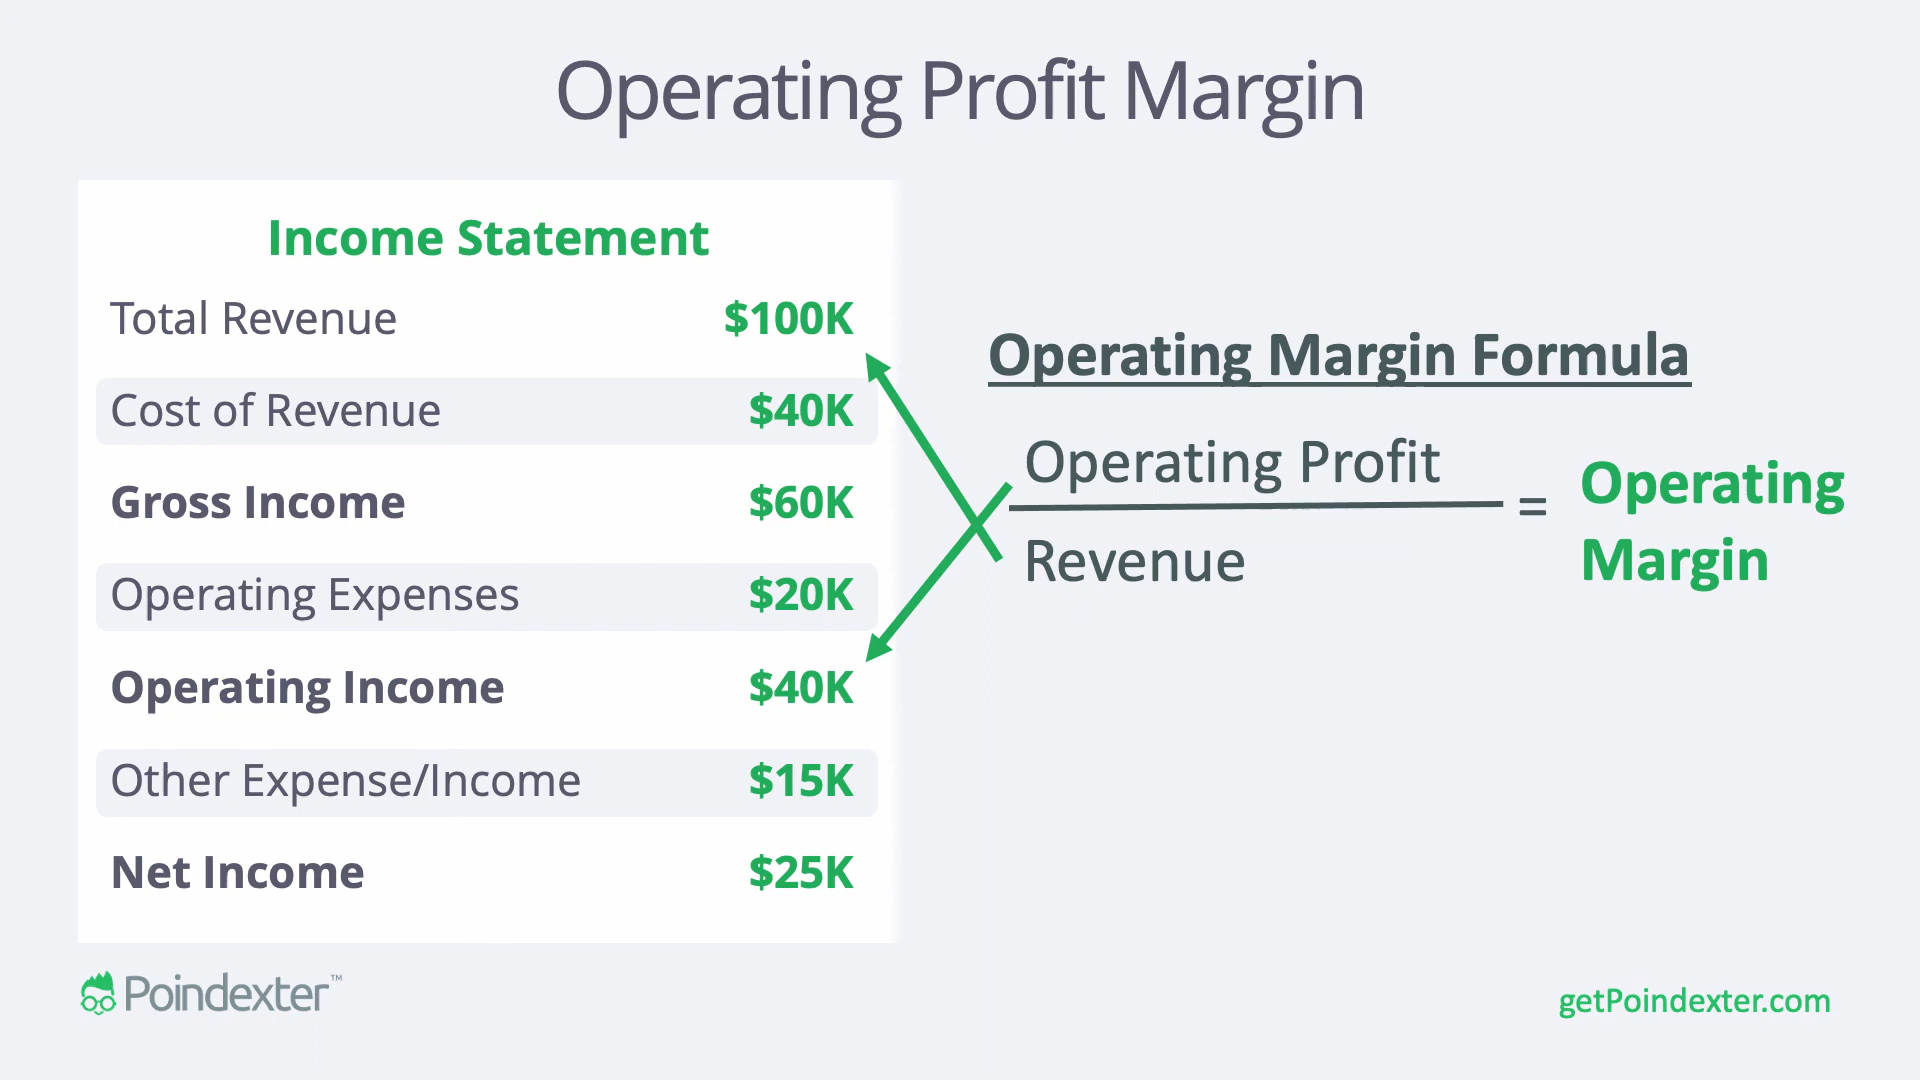 Operating Profit Margin
Income Statement
Total Revenue $100K
Cost of Revenue $40K
Gross Income $60K
Operating Expenses $20K
Operating Income $40K
Other Expense/Income $15K
Net Income $25K
Operating Margin Formula
Operating Profit
Revenue
=
Operating
Margin
Poindexter™
getPoindexter.com